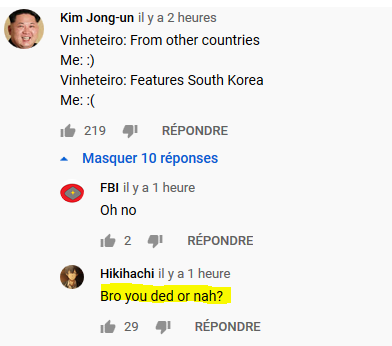 Kim Jong-un il y a 2 heures
Vinheteiro: From other countries
Me: :)
Vinheteiro: Features South Korea
Me: :(
219 RÉPONDRE
Masquer 10 réponses
FBI il y a 1 heure
Oh no
2 RÉPONDRE
Hikihachi il y a 1 heure
Bro you ded or nah?
29 RÉPONDRE